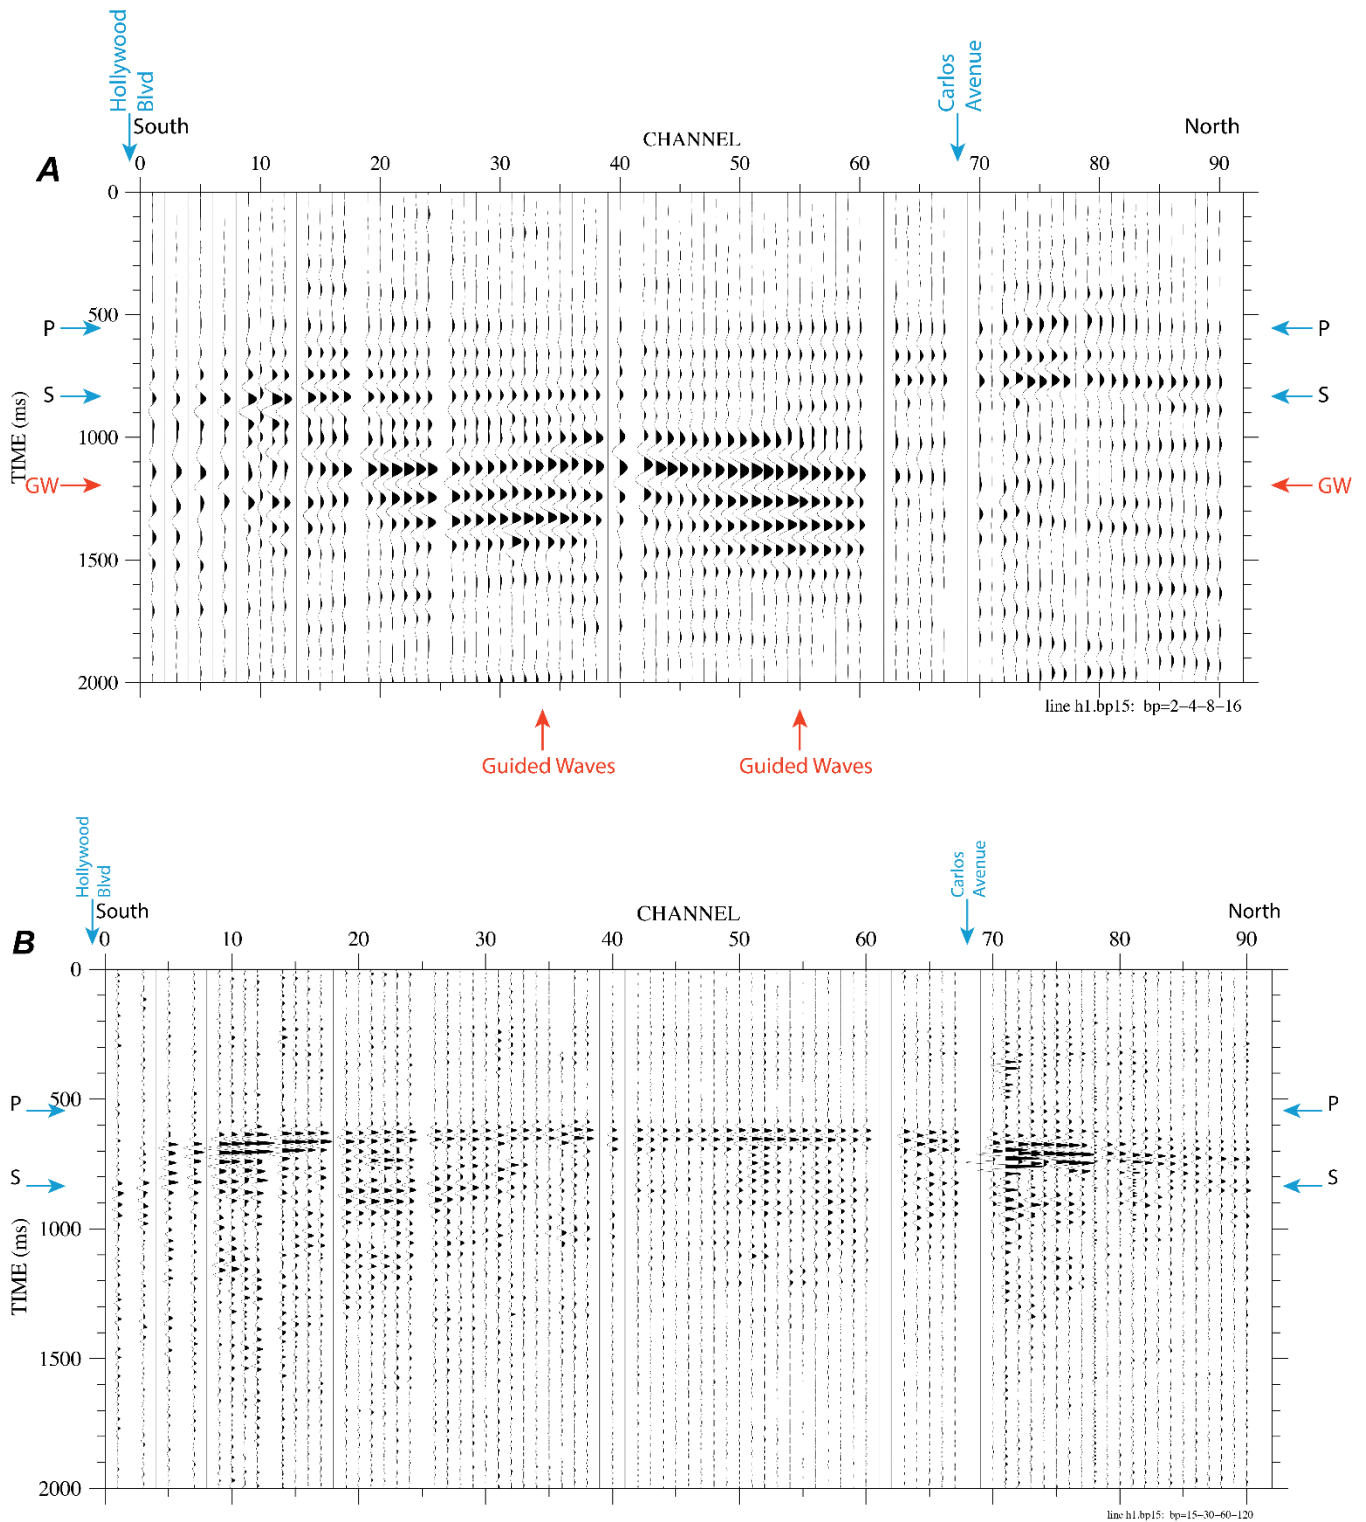 Hollywood
Blvd
Carlos
Avenue
South
CHANNEL
North
A
0 10 20 30 40 50 60 70 80 90
0
500
P
P
S
S
TIME (ms)
1000
GW
GW
1500
2000
line h1.bp15: bp=2−4−8−16
Guided Waves
Guided Waves
Hollywood
Blvd
Carlos
Avenue
South
CHANNEL
North
B
0 10 20 30 40 50 60 70 80 90
0
500
P
P
S
S
1000
TIME (ms)
1500
2000
line h1.bp15: bp=15−30−60−120